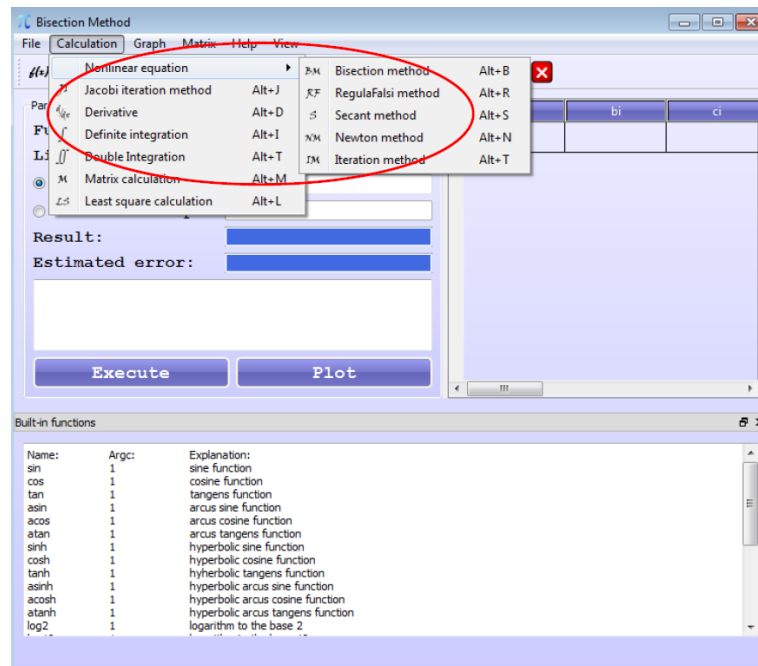 Bisection Method
File Calculation Graph Matrix Help View
f(x)
Nonlinear equation
Jacobi iteration method Alt+J
Derivative Alt+D
Definite integration Alt+I
Double Integration Alt+T
M Matrix calculation Alt+M
LS Least square calculation Alt+L
BM Bisection method Alt+B
RF RegulaFalsi method Alt+R
S Secant method Alt+S
NM Newton method Alt+N
IM Iteration method Alt+T
bi ci
Result:
Estimated error:
Execute Plot
Built-in functions
Name: Argc: Explanation:
sin 1 sine function
cos 1 cosine function
tan 1 tangens function
asin 1 arcus sine function
acos 1 arcus cosine function
atan 1 arcus tangens function
sinh 1 hyperbolic sine function
cosh 1 hyperbolic cosine function
tanh 1 hyherbolic tangens function
asinh 1 hyperbolic arcus sine function
acosh 1 hyperbolic arcus cosine function
atanh 1 hyperbolic arcus tangens function
log2 1 logarithm to the base 2